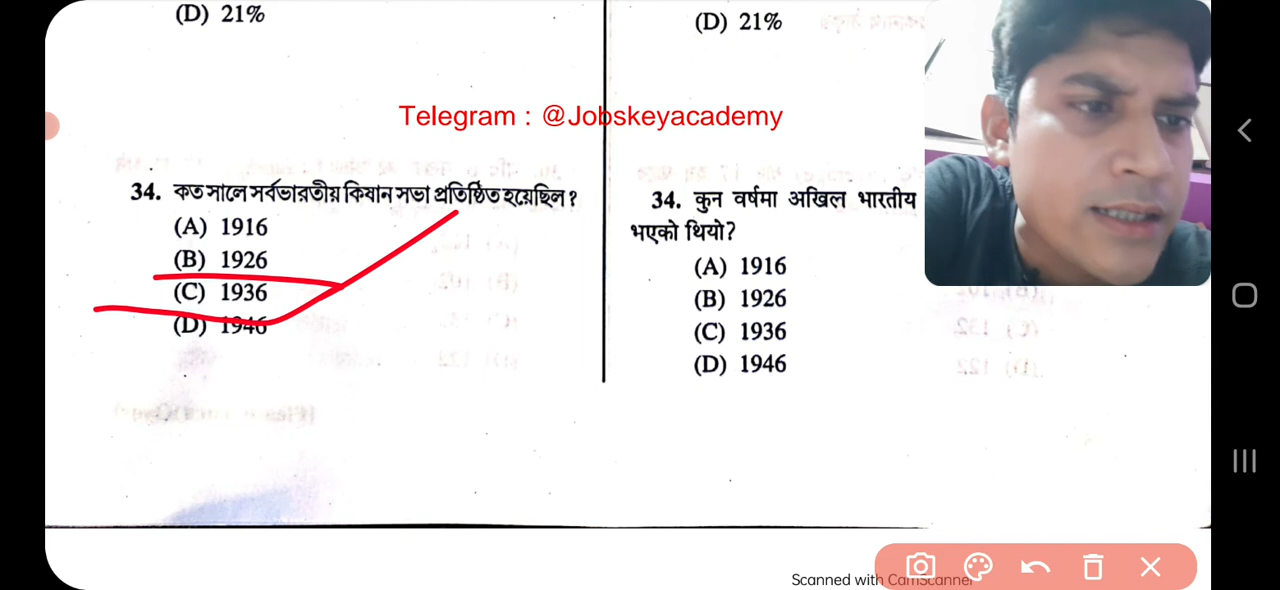 (D) 21%
(D) 21%
Telegram : @Jobskeyacademy
34. কত সালে সর্বভারতীয় কিষান সভা প্রতিষ্ঠিত হয়েছিল?
(A) 1916
(B) 1926
(C) 1936
(D) 1946
34. कुन वर्षमा अखिल भारतीय
भएको थियो?
(A) 1916
(B) 1926
(C) 1936
(D) 1946
Scanned with CamScanner